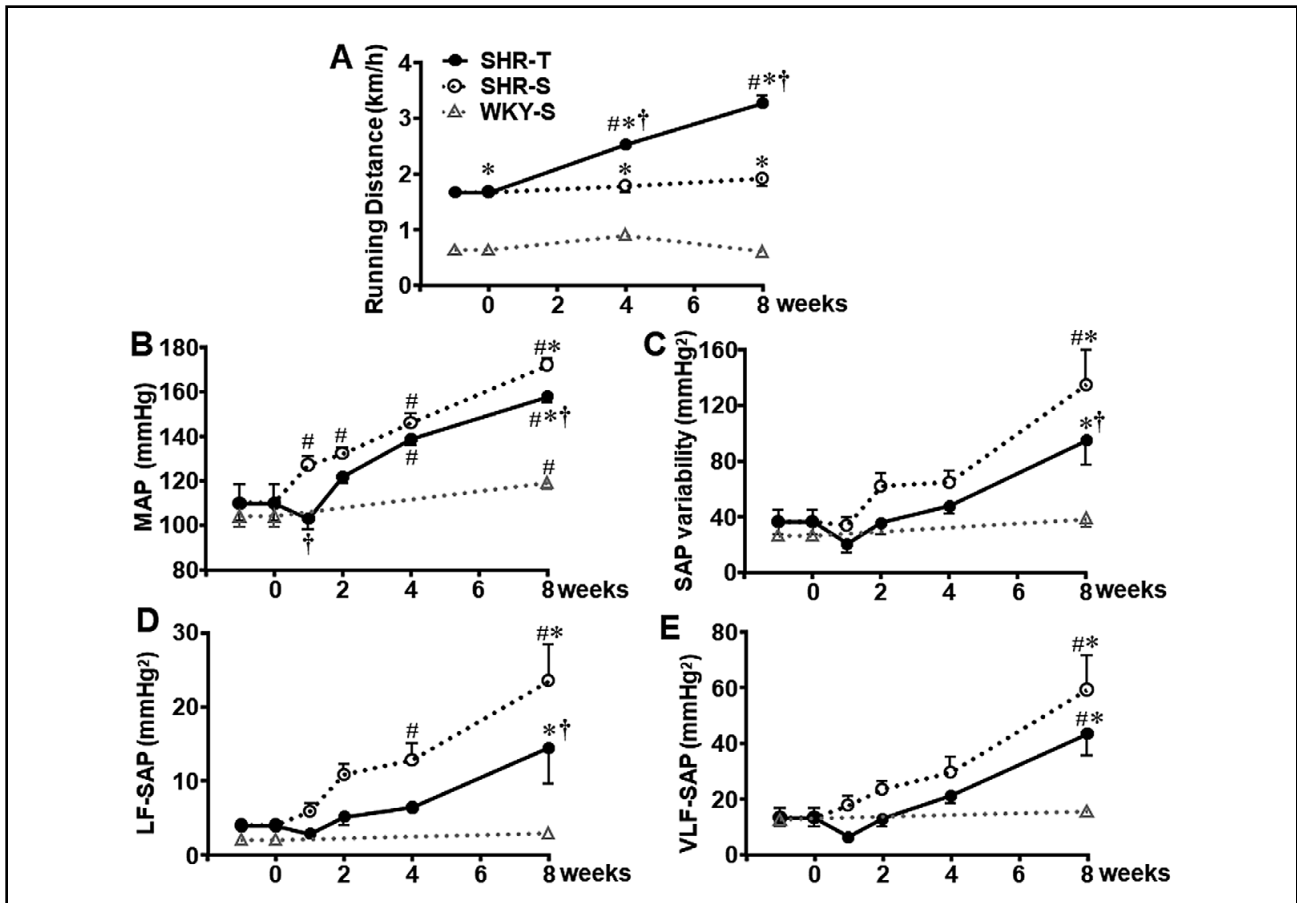 A
Running Distance (km/h)
4
3
2
1
0
SHR-T
SHR-S
WKY-S
*
#*†
*
#*†
*
0 2 4 6 8 weeks
B
MAP (mmHg)
180
160
140
120
100
80
#
†
#
#
#
#*
#*†
#
0 2 4 6 8 weeks
C
SAP variability (mmHg²)
160
120
80
40
0
#*
*†
0 2 4 6 8 weeks
D
LF-SAP (mmHg²)
30
20
10
0
#
#*
*†
0 2 4 6 8 weeks
E
VLF-SAP (mmHg²)
80
60
40
20
0
#*
#*
0 2 4 6 8 weeks